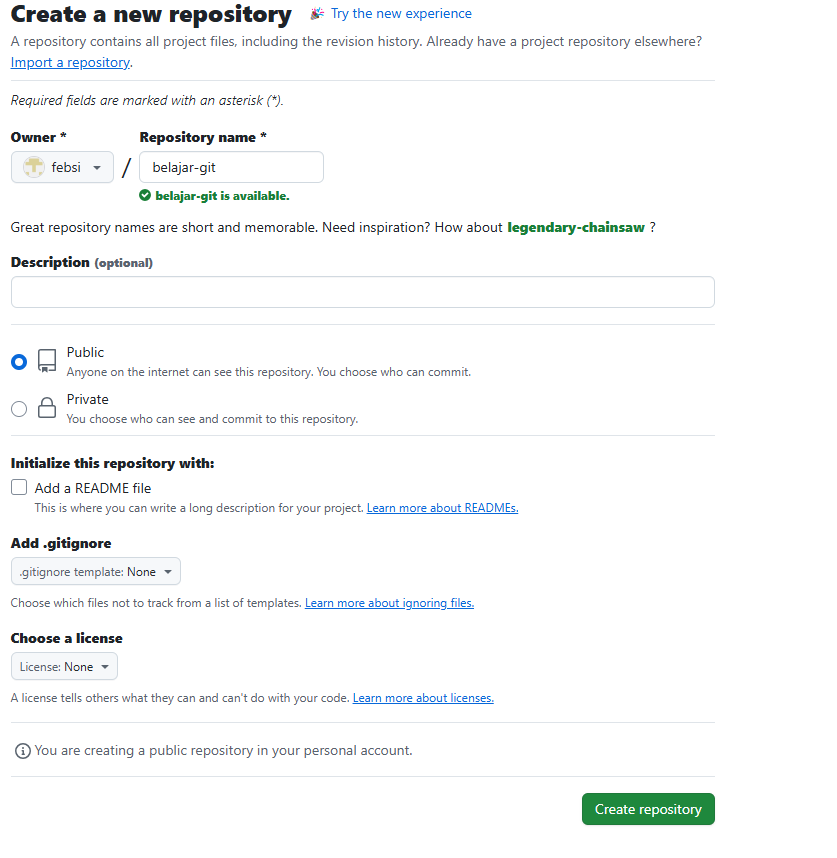 Create a new repository Try the new experience
A repository contains all project files, including the revision history. Already have a project repository elsewhere?
Import a repository.
Required fields are marked with an asterisk (*).
Owner * Repository name *
febsi / belajar-git
belajar-git is available.
Great repository names are short and memorable. Need inspiration? How about legendary-chainsaw ?
Description (optional)
Public
Anyone on the internet can see this repository. You choose who can commit.
Private
You choose who can see and commit to this repository.
Initialize this repository with:
Add a README file
This is where you can write a long description for your project. Learn more about READMEs.
Add .gitignore
.gitignore template: None
Choose which files not to track from a list of templates. Learn more about ignoring files.
Choose a license
License: None
A license tells others what they can and can't do with your code. Learn more about licenses.
You are creating a public repository in your personal account.
Create repository